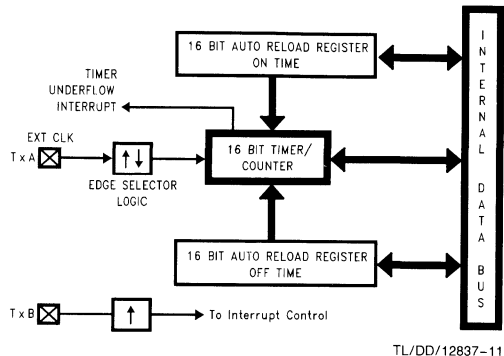 16 BIT AUTO RELOAD REGISTER
ON TIME
TIMER
UNDERFLOW
INTERRUPT
EXT CLK
TxA
↑↓
EDGE SELECTOR
LOGIC
16 BIT TIMER/
COUNTER
16 BIT AUTO RELOAD REGISTER
OFF TIME
TxB
↑
To Interrupt Control
INTERNAL DATA BUS
TL/DD/12837-11